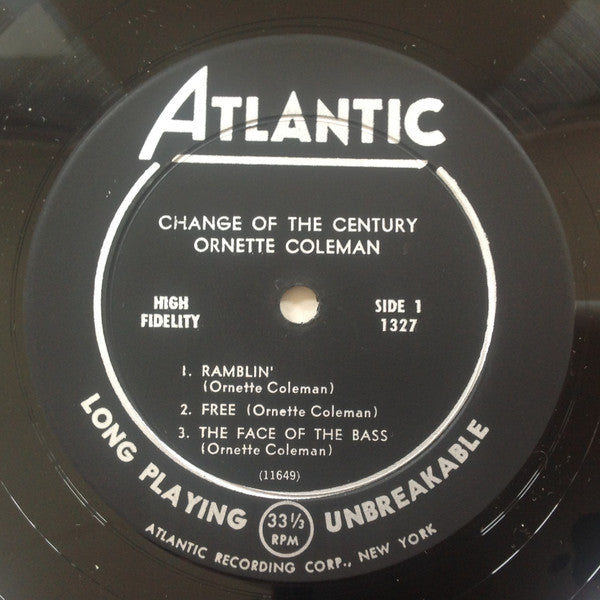 ATLANTIC
CHANGE OF THE CENTURY
ORNETTE COLEMAN
HIGH
FIDELITY
SIDE 1
1327
1. RAMBLIN'
(Ornette Coleman)
2. FREE (Ornette Coleman)
3. THE FACE OF THE BASS
(Ornette Coleman)
(11649)
LONG PLAYING 33 1/3 RPM UNBREAKABLE
ATLANTIC RECORDING CORP., NEW YORK